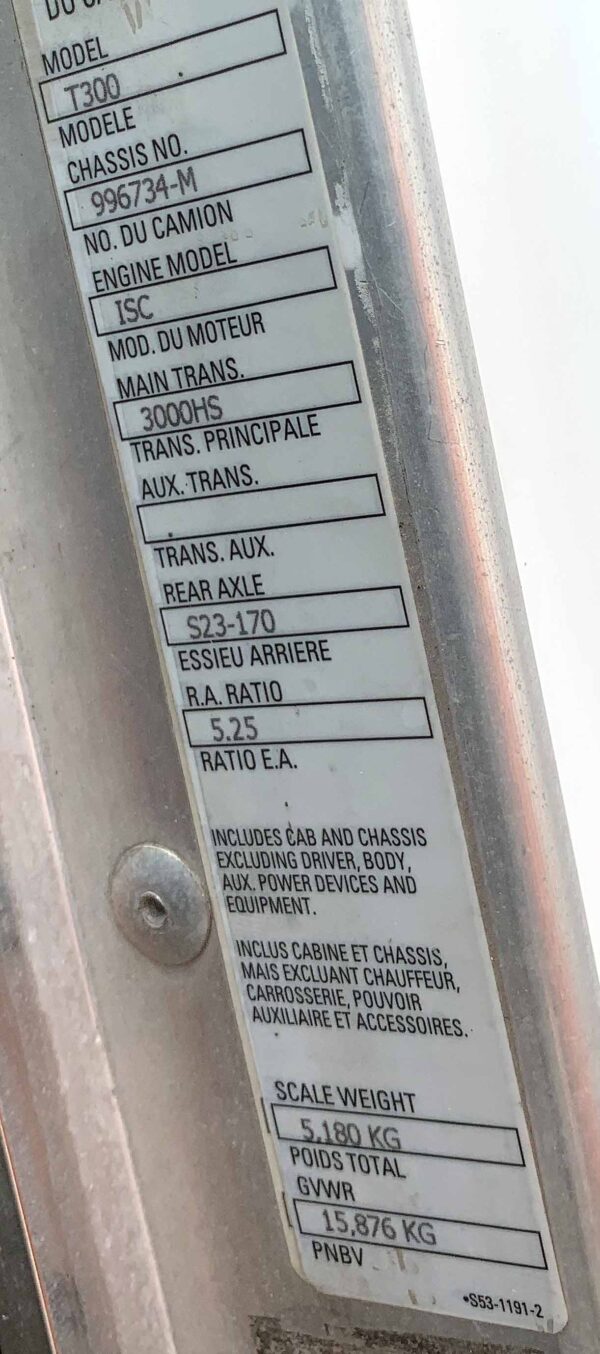 MODEL
T300
MODELE
CHASSIS NO.
996734-M
NO. DU CAMION
ENGINE MODEL
ISC
MOD. DU MOTEUR
MAIN TRANS.
3000HS
TRANS. PRINCIPALE
AUX. TRANS.
TRANS. AUX.
REAR AXLE
S23-170
ESSIEU ARRIERE
R.A. RATIO
5.25
RATIO E.A.
INCLUDES CAB AND CHASSIS
EXCLUDING DRIVER, BODY,
AUX. POWER DEVICES AND
EQUIPMENT.
INCLUS CABINE ET CHASSIS,
MAIS EXCLUANT CHAUFFEUR,
CARROSSERIE, POUVOIR
AUXILIAIRE ET ACCESSOIRES.
SCALE WEIGHT
5,180 KG
POIDS TOTAL
GVWR
15,876 KG
PNBV
•S53-1191-2